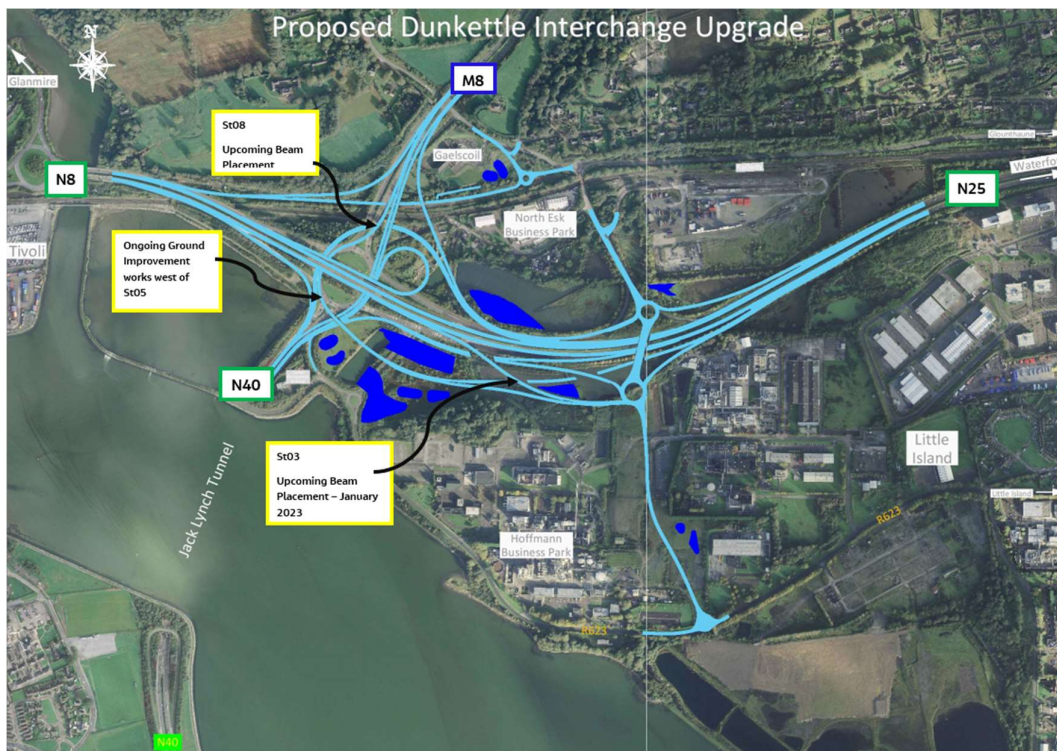 Proposed Dunkettle Interchange Upgrade
N
Glanmire
M8
St08
Upcoming Beam
Placement
Gaelscoil
Glounthaune
Waterfor
N8
N25
North Esk
Business Park
Tivoli
Ongoing Ground
Improvement
works west of
St05
N40
St03
Upcoming Beam
Placement – January
2023
Jack Lynch Tunnel
Little
Island
Little Island
R623
Hoffmann
Business Park
R623
N40